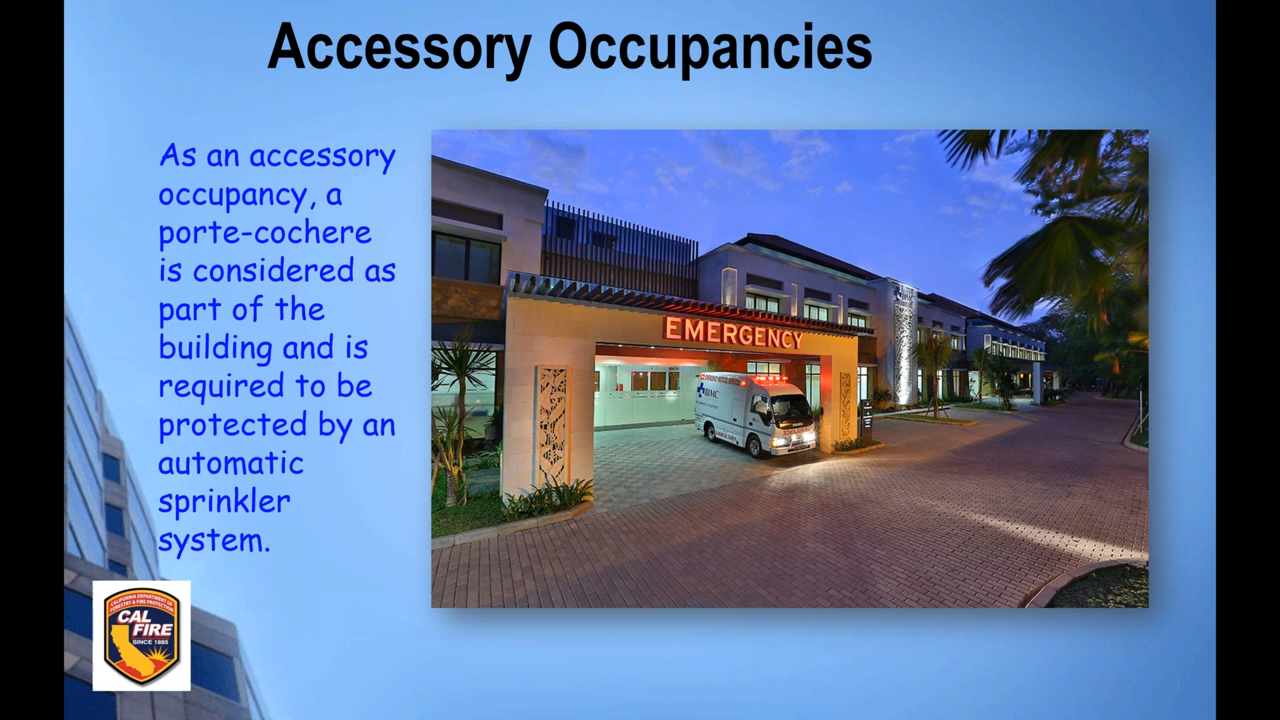 Accessory Occupancies
As an accessory
occupancy, a
porte-cochere
is considered as
part of the
building and is
required to be
protected by an
automatic
sprinkler
system.
EMERGENCY
BIMC
CALIFORNIA DEPARTMENT OF
FORESTRY & FIRE PROTECTION
CAL
FIRE
SINCE 1885